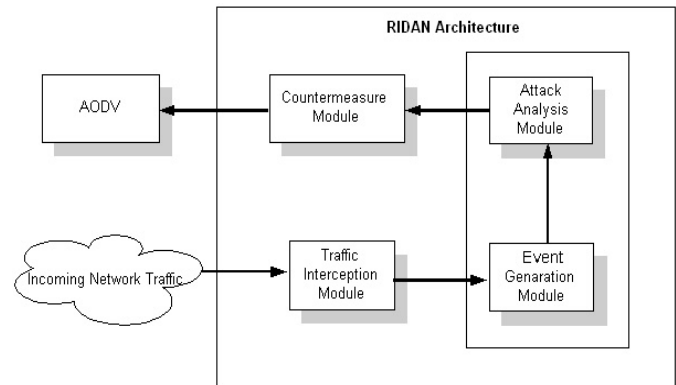 RIDAN Architecture
AODV
Countermeasure
Module
Attack
Analysis
Module
Incoming Network Traffic
Traffic
Interception
Module
Event
Genaration
Module